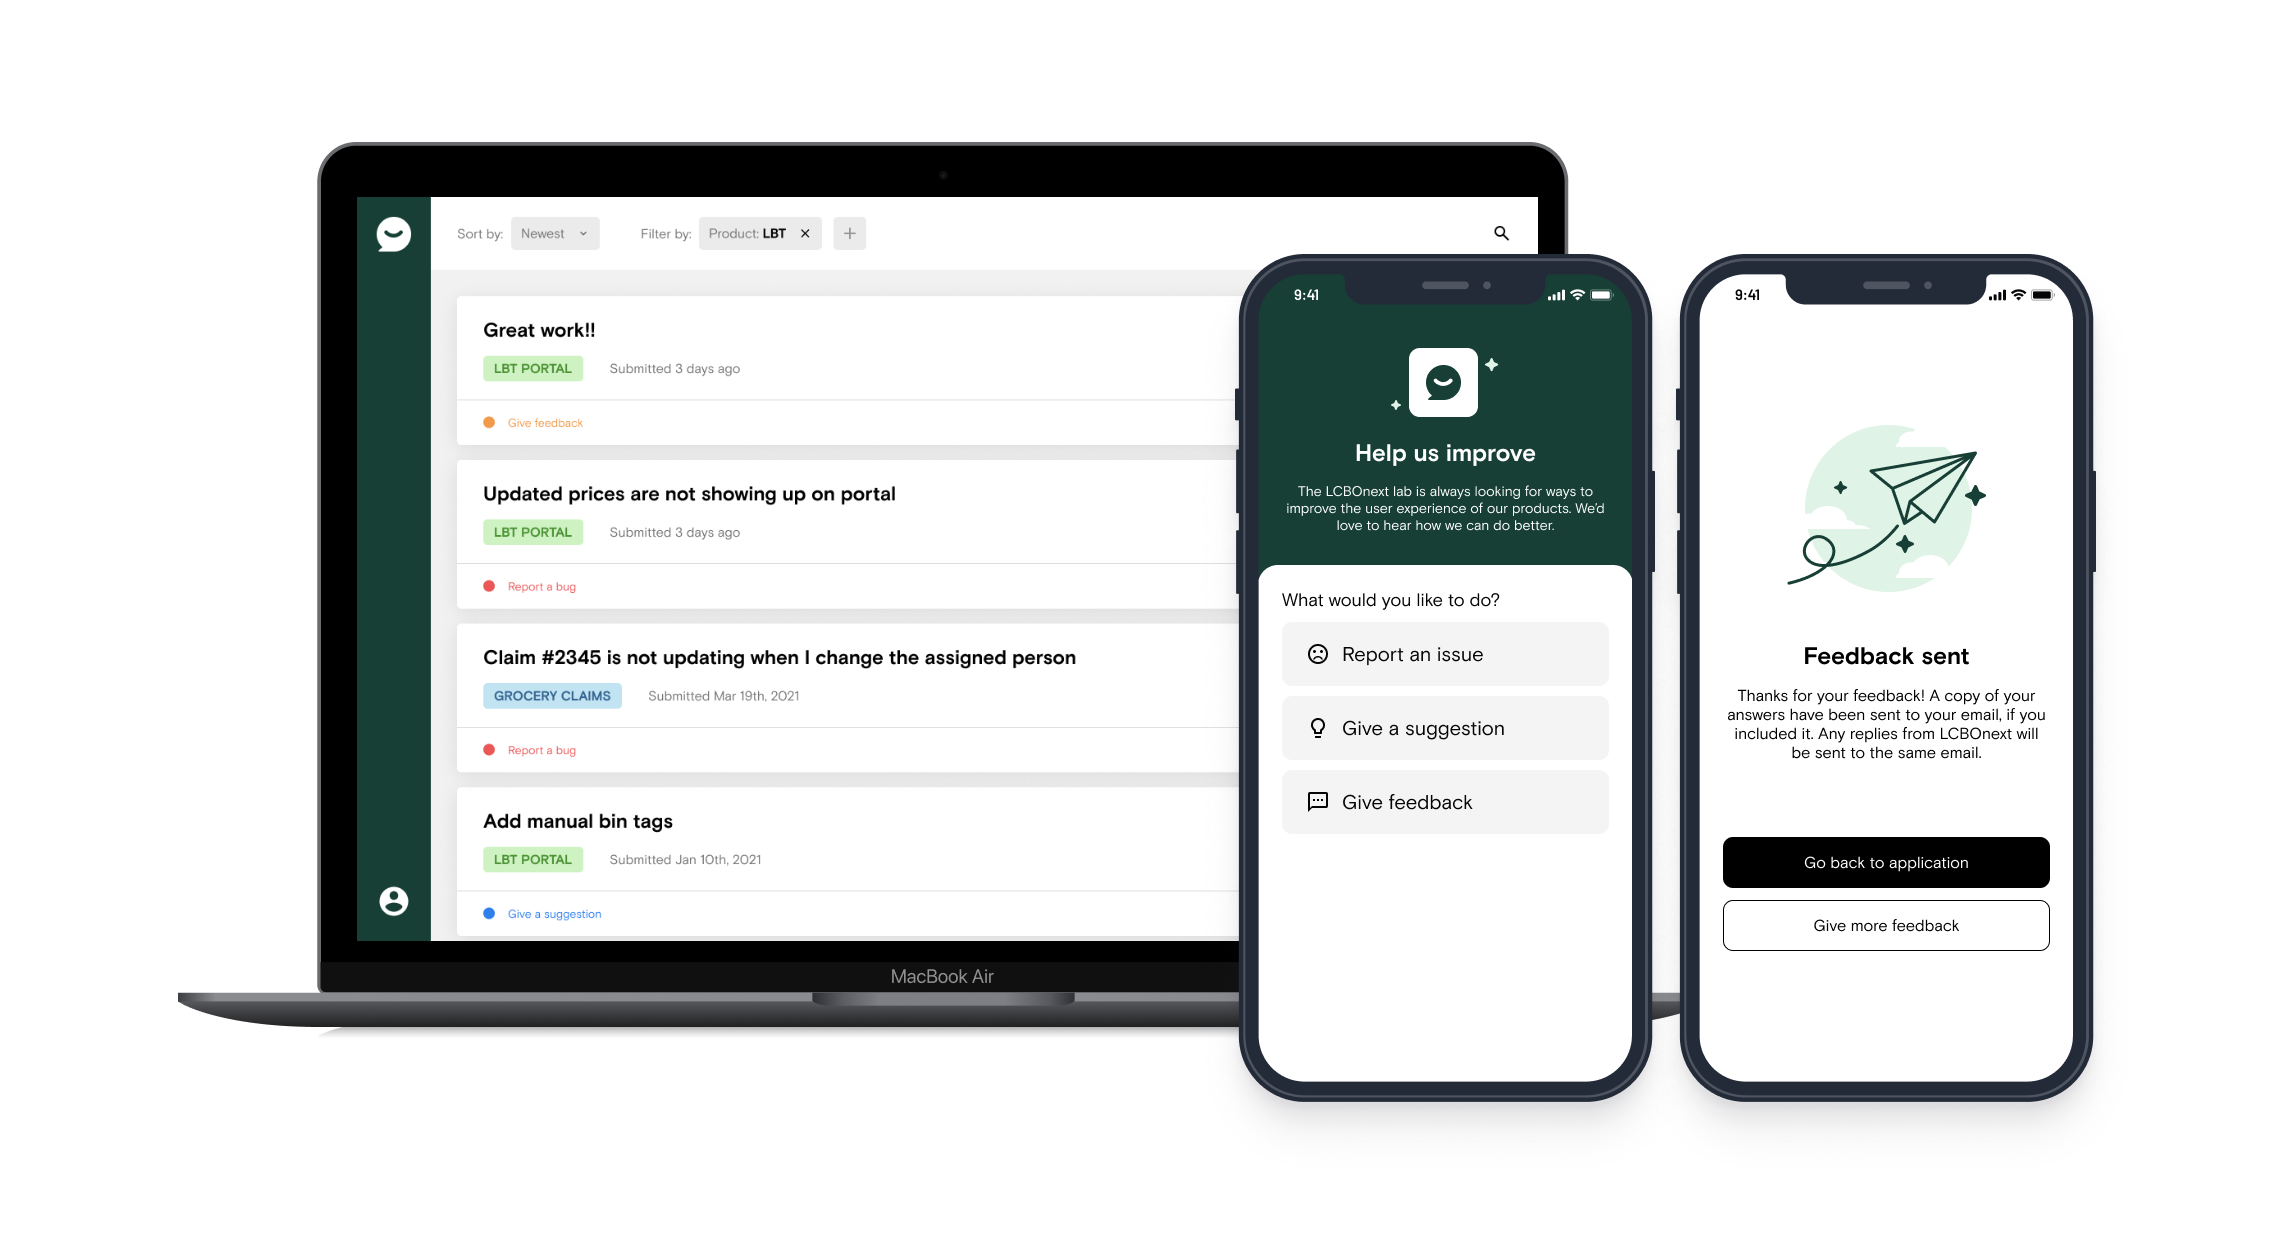 Sort by: Newest Filter by: Product: LBT
Great work!!
LBT PORTAL Submitted 3 days ago
Give feedback
Updated prices are not showing up on portal
LBT PORTAL Submitted 3 days ago
Report a bug
Claim #2345 is not updating when I change the assigned person
GROCERY CLAIMS Submitted Mar 19th, 2021
Report a bug
Add manual bin tags
LBT PORTAL Submitted Jan 10th, 2021
Give a suggestion
MacBook Air
9:41
Help us improve
The LCBOnext lab is always looking for ways to
improve the user experience of our products. We'd
love to hear how we can do better.
What would you like to do?
Report an issue
Give a suggestion
Give feedback
9:41
Feedback sent
Thanks for your feedback! A copy of your
answers have been sent to your email, if you
included it. Any replies from LCBOnext will
be sent to the same email.
Go back to application
Give more feedback